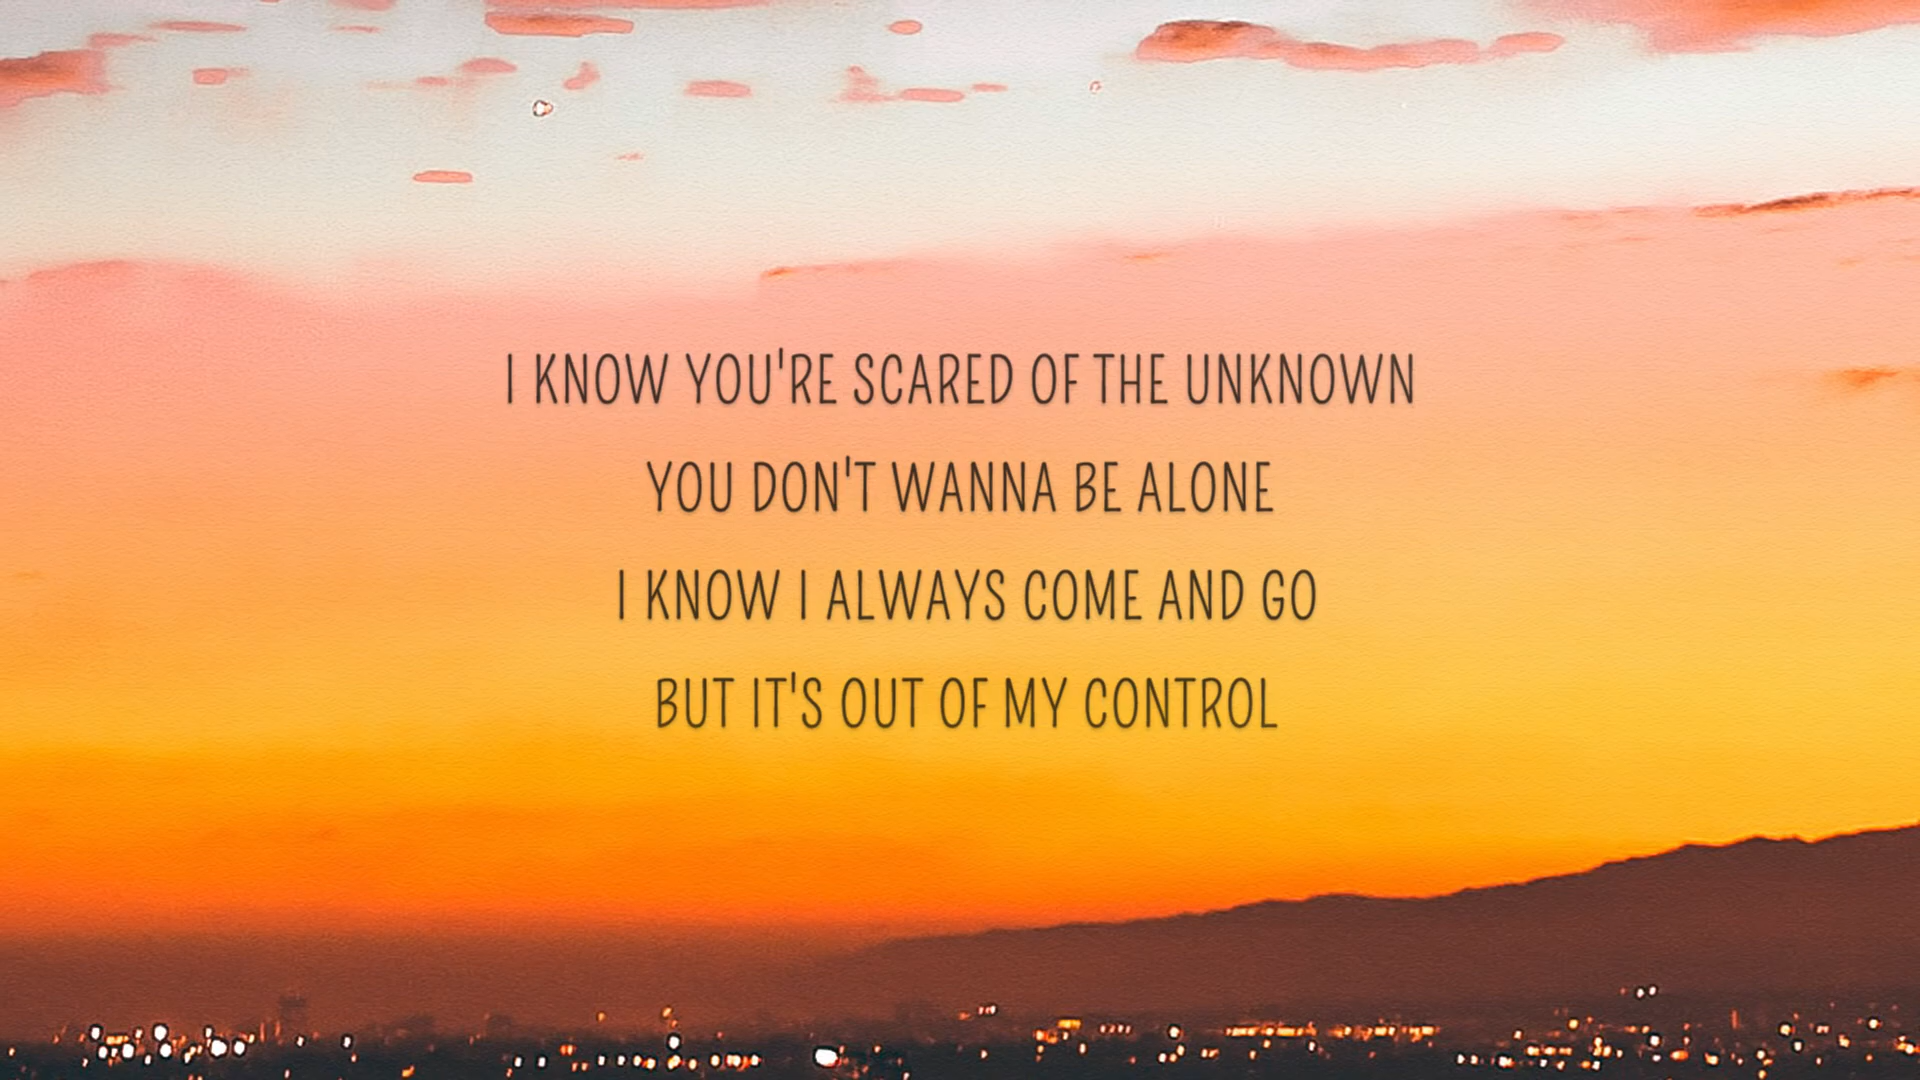 I KNOW YOU'RE SCARED OF THE UNKNOWN
YOU DON'T WANNA BE ALONE
I KNOW I ALWAYS COME AND GO
BUT IT'S OUT OF MY CONTROL